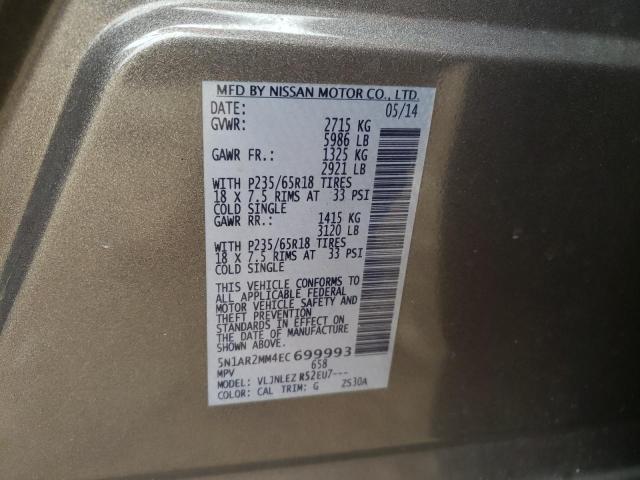 MFD BY NISSAN MOTOR CO., LTD.
DATE: 05/14
GVWR: 2715 KG
5986 LB
GAWR FR.: 1325 KG
2921 LB
WITH P235/65R18 TIRES
18 X 7.5 RIMS AT 33 PSI
COLD SINGLE
GAWR RR.: 1415 KG
3120 LB
WITH P235/65R18 TIRES
18 X 7.5 RIMS AT 33 PSI
COLD SINGLE
THIS VEHICLE CONFORMS TO
ALL APPLICABLE FEDERAL
MOTOR VEHICLE SAFETY AND
THEFT PREVENTION
STANDARDS IN EFFECT ON
THE DATE OF MANUFACTURE
SHOWN ABOVE.
5N1AR2MM4EC699993
MPV 658
MODEL: VLJNLEZ R52EU7---
COLOR: CAL TRIM: G ZS30A